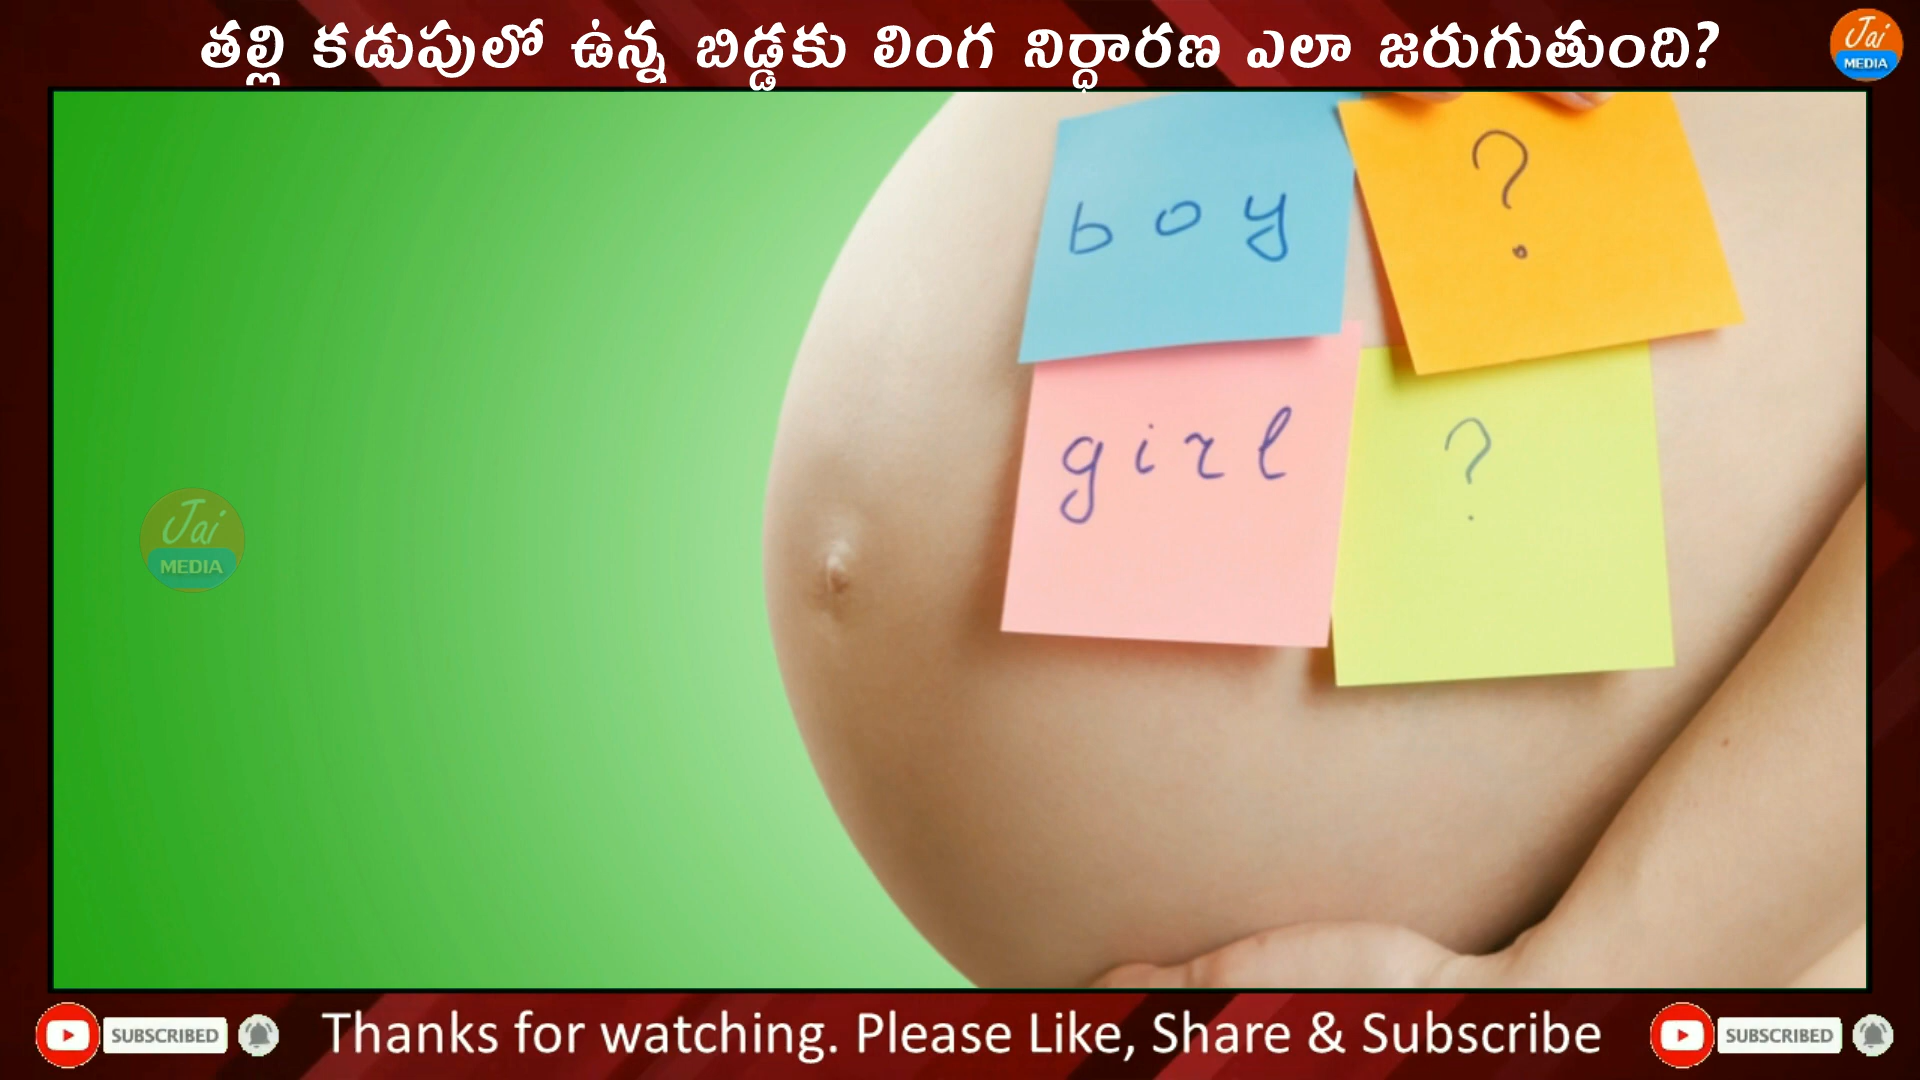 తల్లి కడుపులో ఉన్న బిడ్డకు లింగ నిర్ధారణ ఎలా జరుగుతుంది?
Jai
MEDIA
boy
?
girl
?
Jai
MEDIA
SUBSCRIBED
Thanks for watching. Please Like, Share & Subscribe
SUBSCRIBED